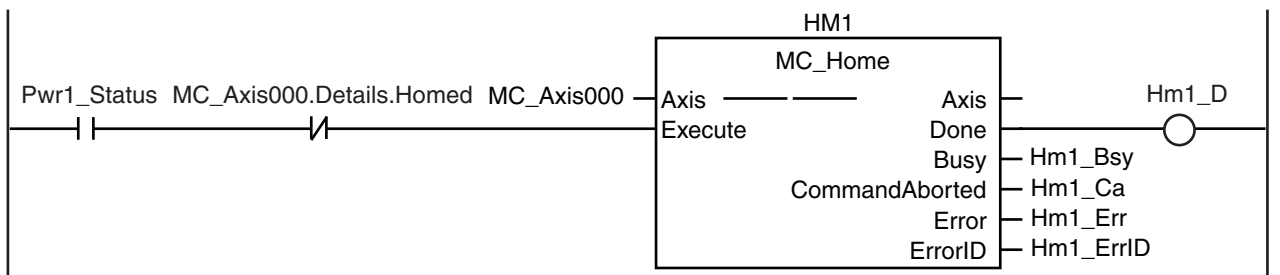 HM1
MC_Home
Pwr1_Status MC_Axis000.Details.Homed MC_Axis000 Axis Axis Hm1_D
Execute Done
Busy Hm1_Bsy
CommandAborted Hm1_Ca
Error Hm1_Err
ErrorID Hm1_ErrID